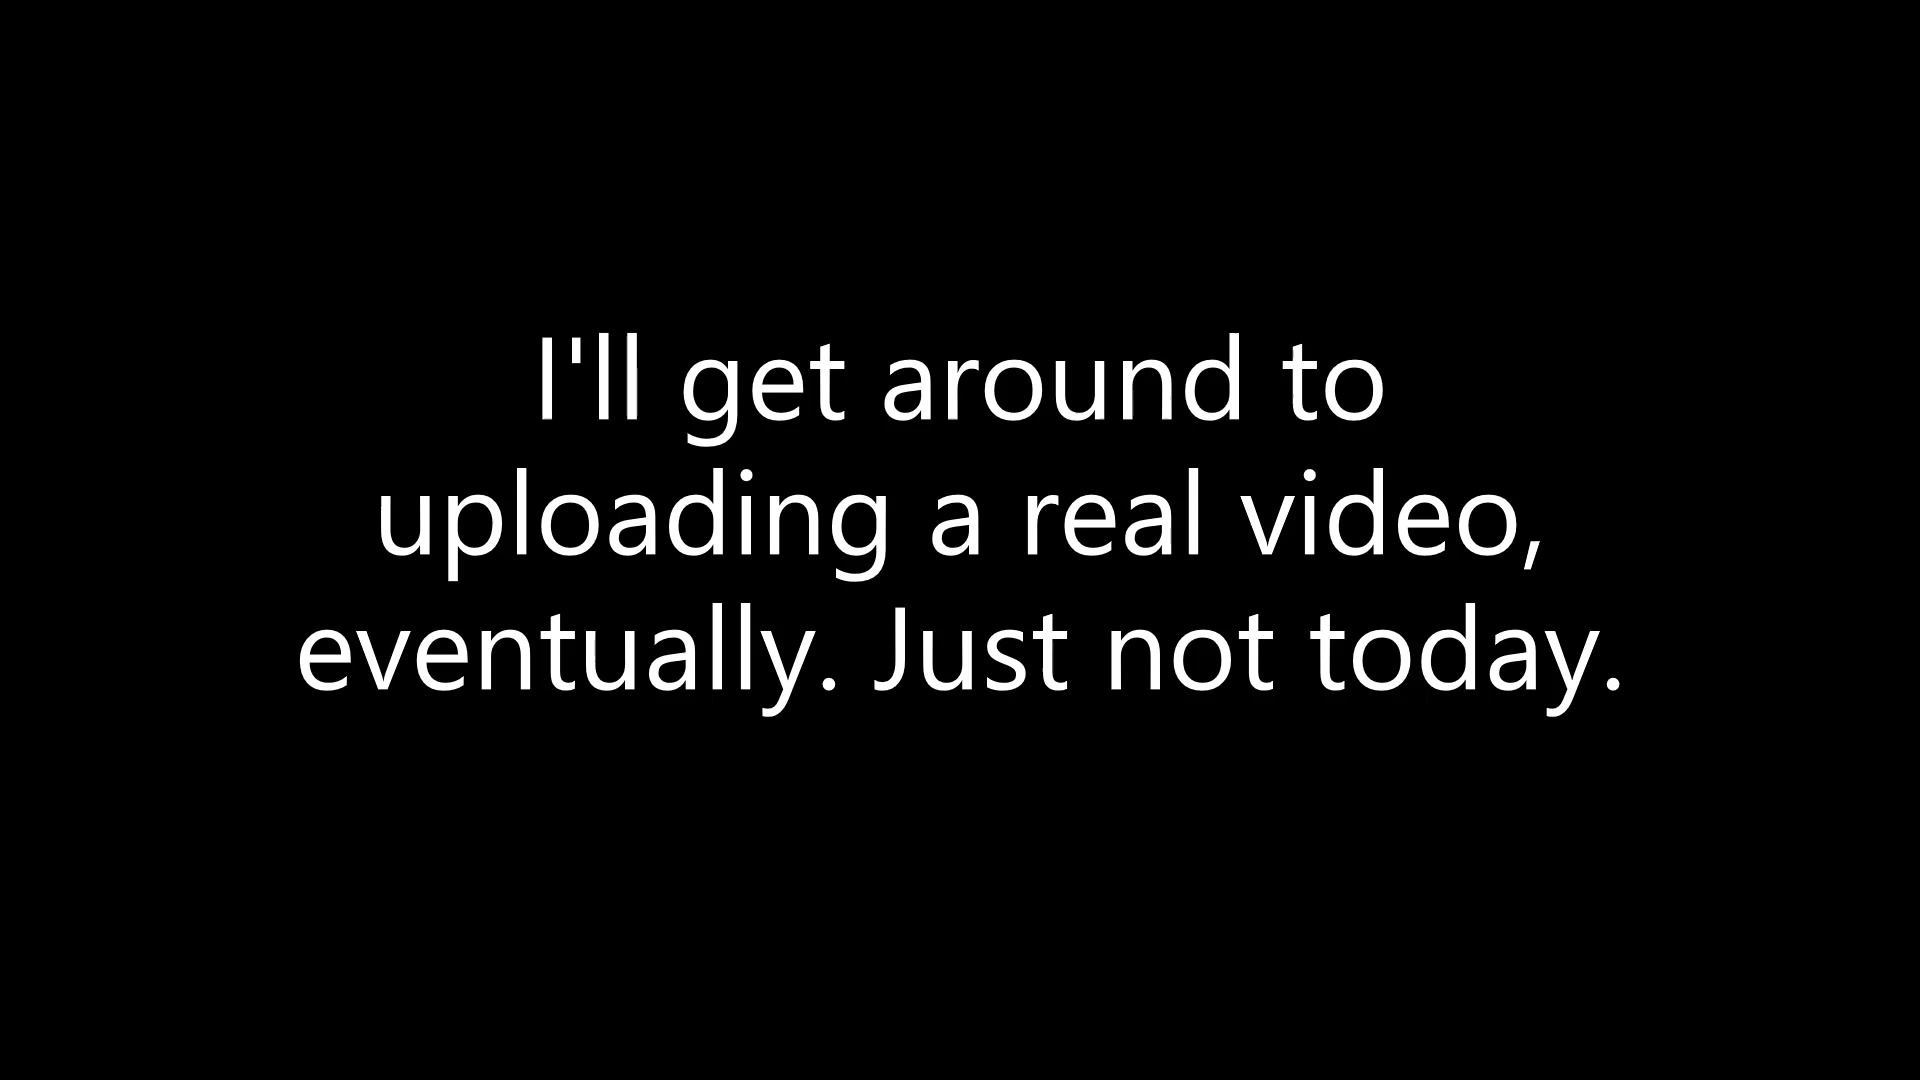 I'll get around to
uploading a real video,
eventually. Just not today.